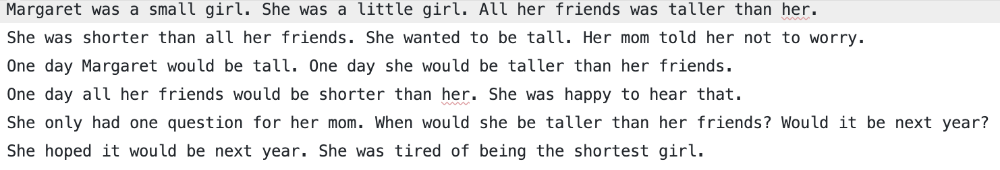 Margaret was a small girl. She was a little girl. All her friends was taller than her.
She was shorter than all her friends. She wanted to be tall. Her mom told her not to worry.
One day Margaret would be tall. One day she would be taller than her friends.
One day all her friends would be shorter than her. She was happy to hear that.
She only had one question for her mom. When would she be taller than her friends? Would it be next year?
She hoped it would be next year. She was tired of being the shortest girl.